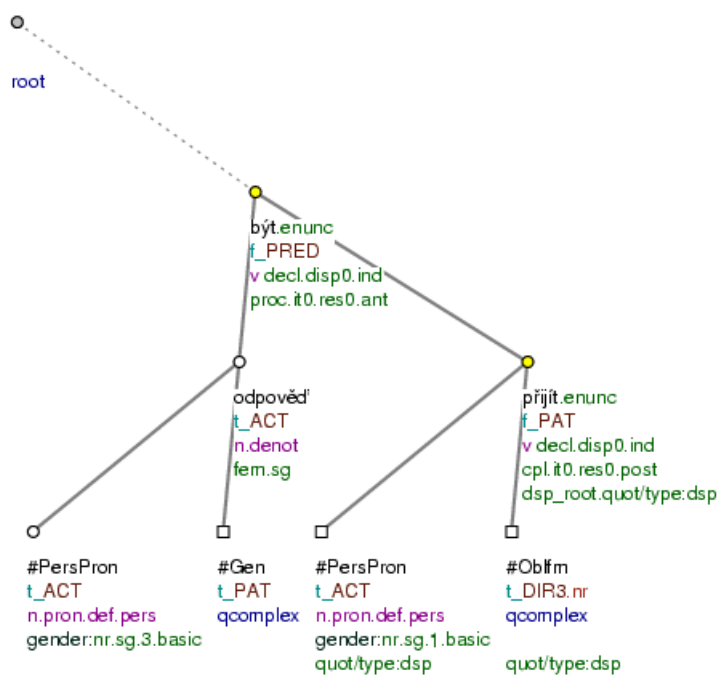 root
být.enunc
f_PRED
v decl.disp0.ind
proc.it0.res0.ant
odpověď
t_ACT
n.denot
fem.sg
přijít.enunc
f_PAT
v decl.disp0.ind
cpl.it0.res0.post
dsp_root.quot/type:dsp
#PersPron
t_ACT
n.pron.def.pers
gender:nr.sg.3.basic
#Gen
t_PAT
qcomplex
#PersPron
t_ACT
n.pron.def.pers
gender:nr.sg.1.basic
quot/type:dsp
#Oblfm
t_DIR3.nr
qcomplex
quot/type:dsp